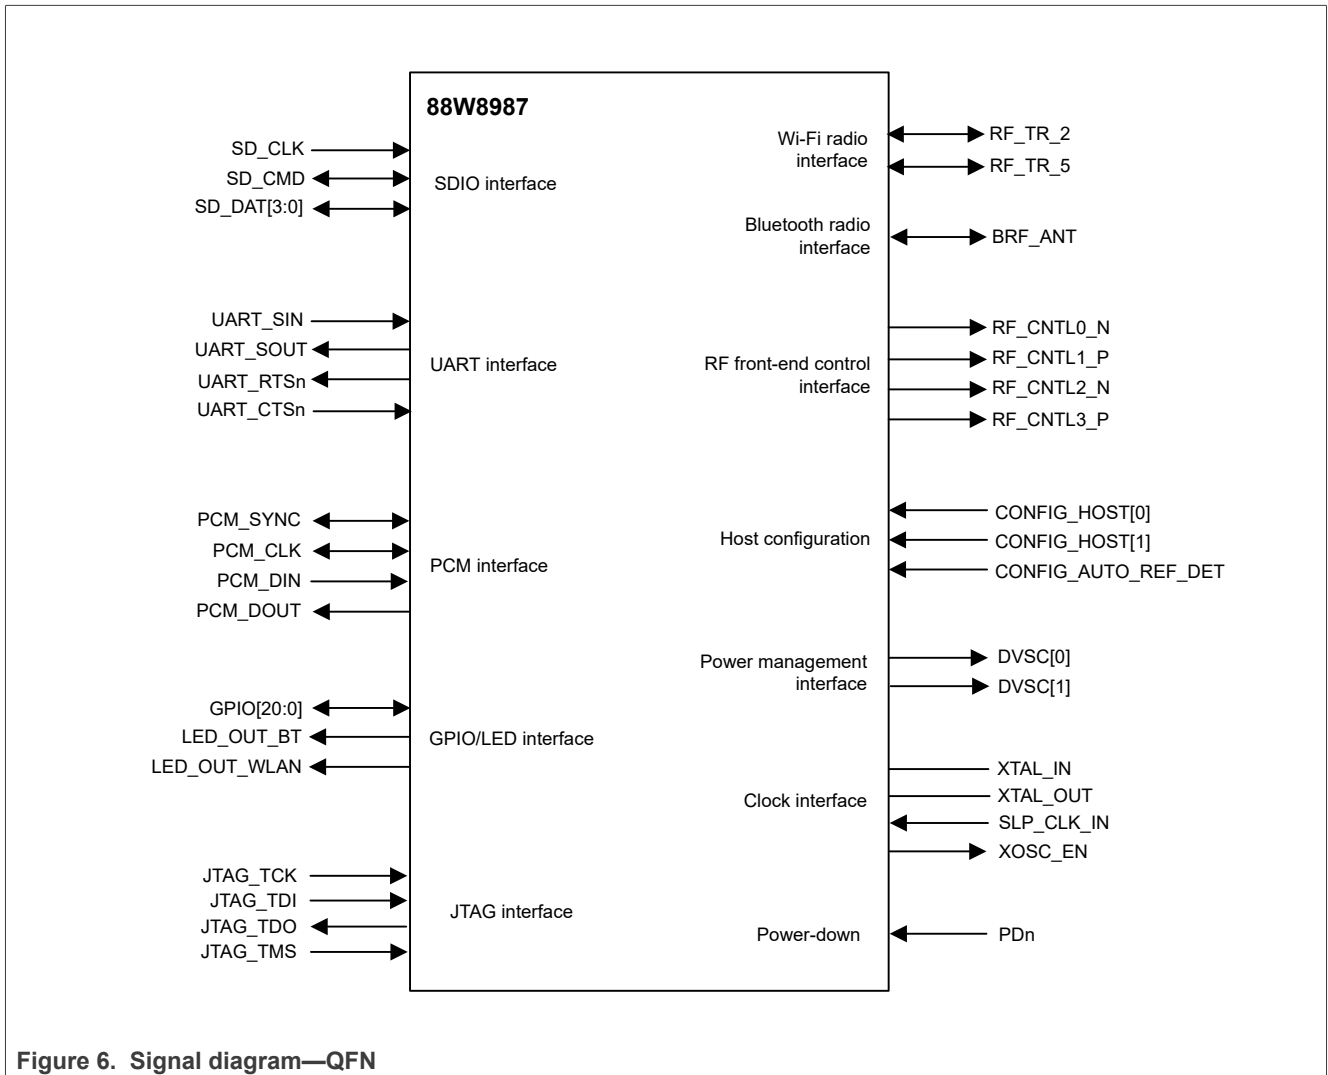 88W8987
SD_CLK
SD_CMD
SD_DAT[3:0]
SDIO interface
UART_SIN
UART_SOUT
UART_RTSn
UART_CTSn
UART interface
PCM_SYNC
PCM_CLK
PCM_DIN
PCM_DOUT
PCM interface
GPIO[20:0]
LED_OUT_BT
LED_OUT_WLAN
GPIO/LED interface
JTAG_TCK
JTAG_TDI
JTAG_TDO
JTAG_TMS
JTAG interface
Wi-Fi radio
interface
RF_TR_2
RF_TR_5
Bluetooth radio
interface
BRF_ANT
RF front-end control
interface
RF_CNTL0_N
RF_CNTL1_P
RF_CNTL2_N
RF_CNTL3_P
Host configuration
CONFIG_HOST[0]
CONFIG_HOST[1]
CONFIG_AUTO_REF_DET
Power management
interface
DVSC[0]
DVSC[1]
Clock interface
XTAL_IN
XTAL_OUT
SLP_CLK_IN
XOSC_EN
Power-down
PDn
Figure 6. Signal diagram—QFN